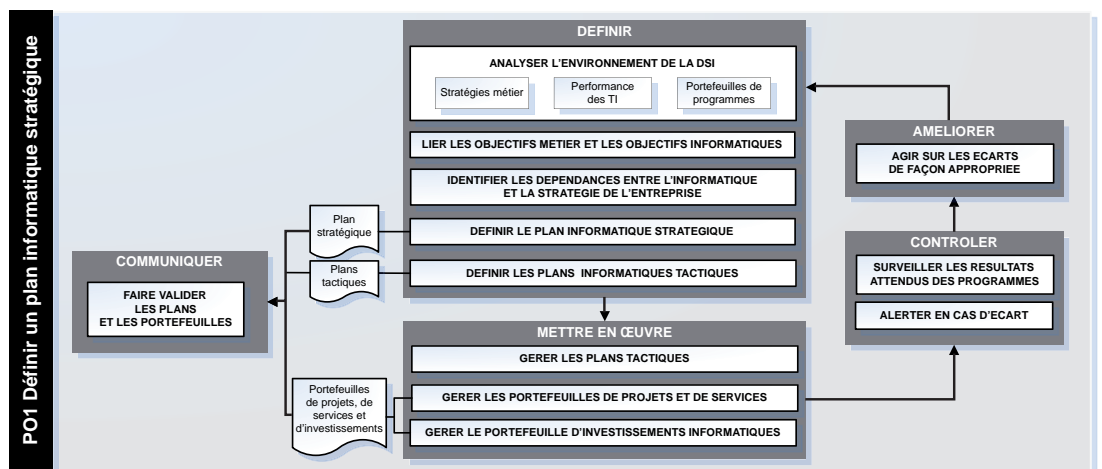 PO1 Définir un plan informatique stratégique
DEFINIR
ANALYSER L'ENVIRONNEMENT DE LA DSI
Stratégies métier
Performance
des TI
Portefeuilles de
programmes
LIER LES OBJECTIFS METIER ET LES OBJECTIFS INFORMATIQUES
IDENTIFIER LES DEPENDANCES ENTRE L'INFORMATIQUE
ET LA STRATEGIE DE L'ENTREPRISE
DEFINIR LE PLAN INFORMATIQUE STRATEGIQUE
DEFINIR LES PLANS INFORMATIQUES TACTIQUES
Plan
stratégique
Plans
tactiques
COMMUNIQUER
FAIRE VALIDER
LES PLANS
ET LES PORTEFEUILLES
METTRE EN ŒUVRE
GERER LES PLANS TACTIQUES
GERER LES PORTEFEUILLES DE PROJETS ET DE SERVICES
GERER LE PORTEFEUILLE D'INVESTISSEMENTS INFORMATIQUES
Portefeuilles
de projets, de
services et
d'investissements
AMELIORER
AGIR SUR LES ECARTS
DE FAÇON APPROPRIEE
CONTROLER
SURVEILLER LES RESULTATS
ATTENDUS DES PROGRAMMES
ALERTER EN CAS D'ECART